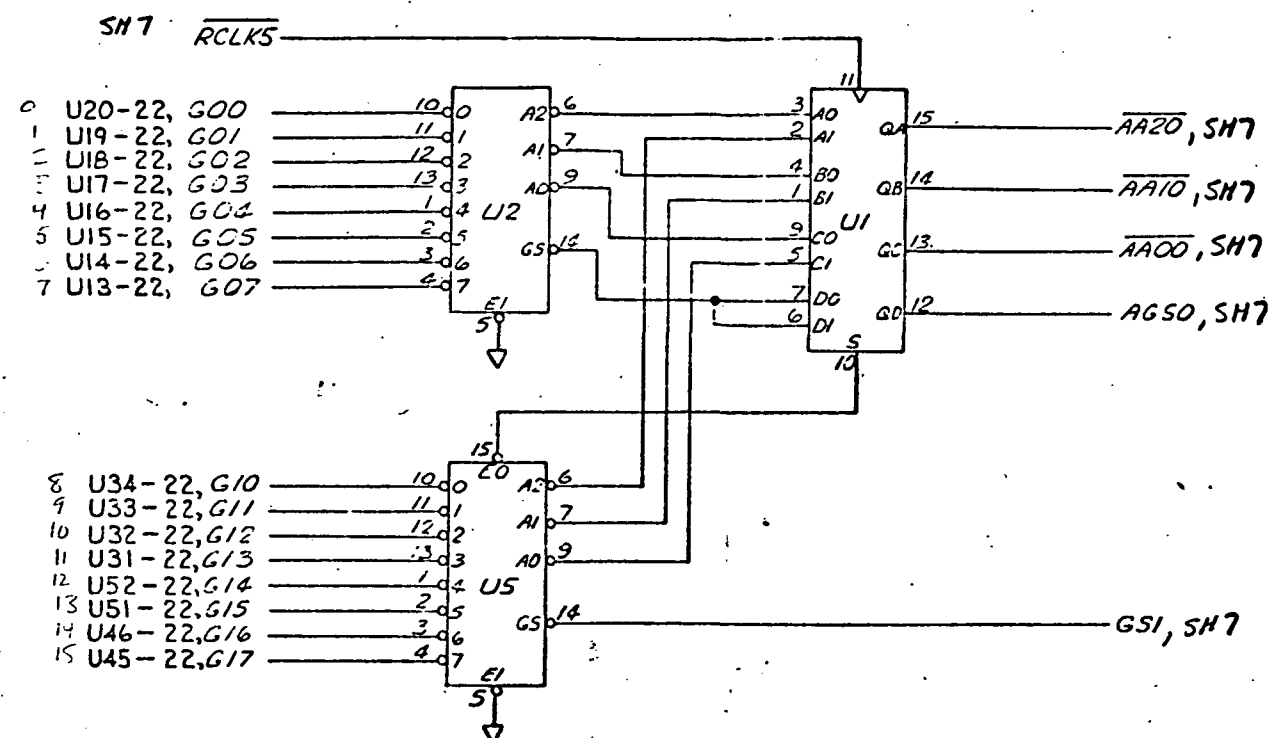 SH7 RCLK5
11
0 U20-22, G00 10 0
1 U19-22, G01 11 1
U18-22, G02 12 2
U17-22, G03 13 3
4 U16-22, G04 1 4
5 U15-22, G05 2 5
U14-22, G06 3 6
7 U13-22, G07 4 7
A2 6
A1 7
A0 9
U2
GS 14
EI
5
3 A0
2 A1
4 B0
1 B1
U1
9 C0
5 C1
7 D0
6 D1
S
10
QA 15 AA20, SH7
QB 14 AA10, SH7
QC 13 AA00, SH7
QD 12 AGS0, SH7
15
EO
8 U34-22, G10 10 0
9 U33-22, G11 11 1
10 U32-22, G12 12 2
11 U31-22, G13 13 3
12 U52-22, G14 1 4
13 U51-22, G15 2 5
14 U46-22, G16 3 6
15 U45-22, G17 4 7
A2 6
A1 7
A0 9
U5
GS 14 GS1, SH7
EI
5